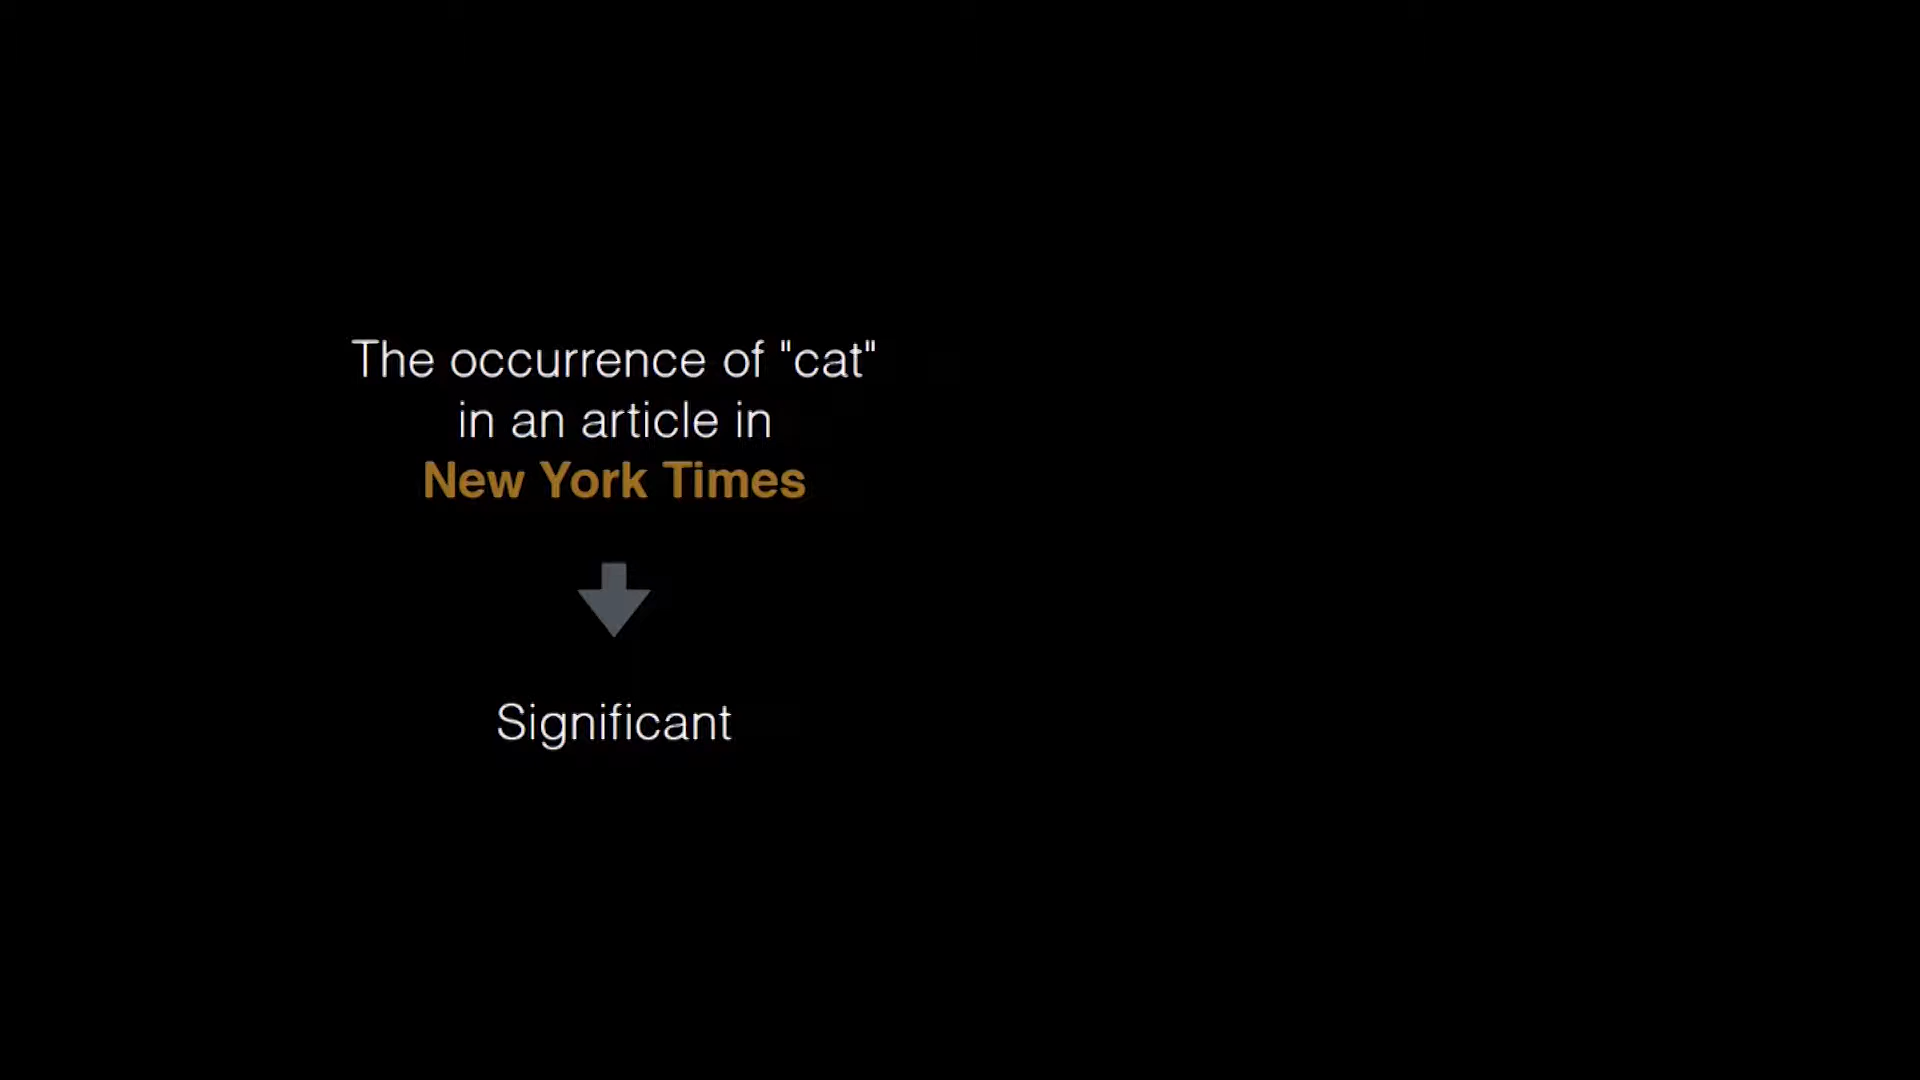 The occurrence of "cat"
in an article in
New York Times
Significant